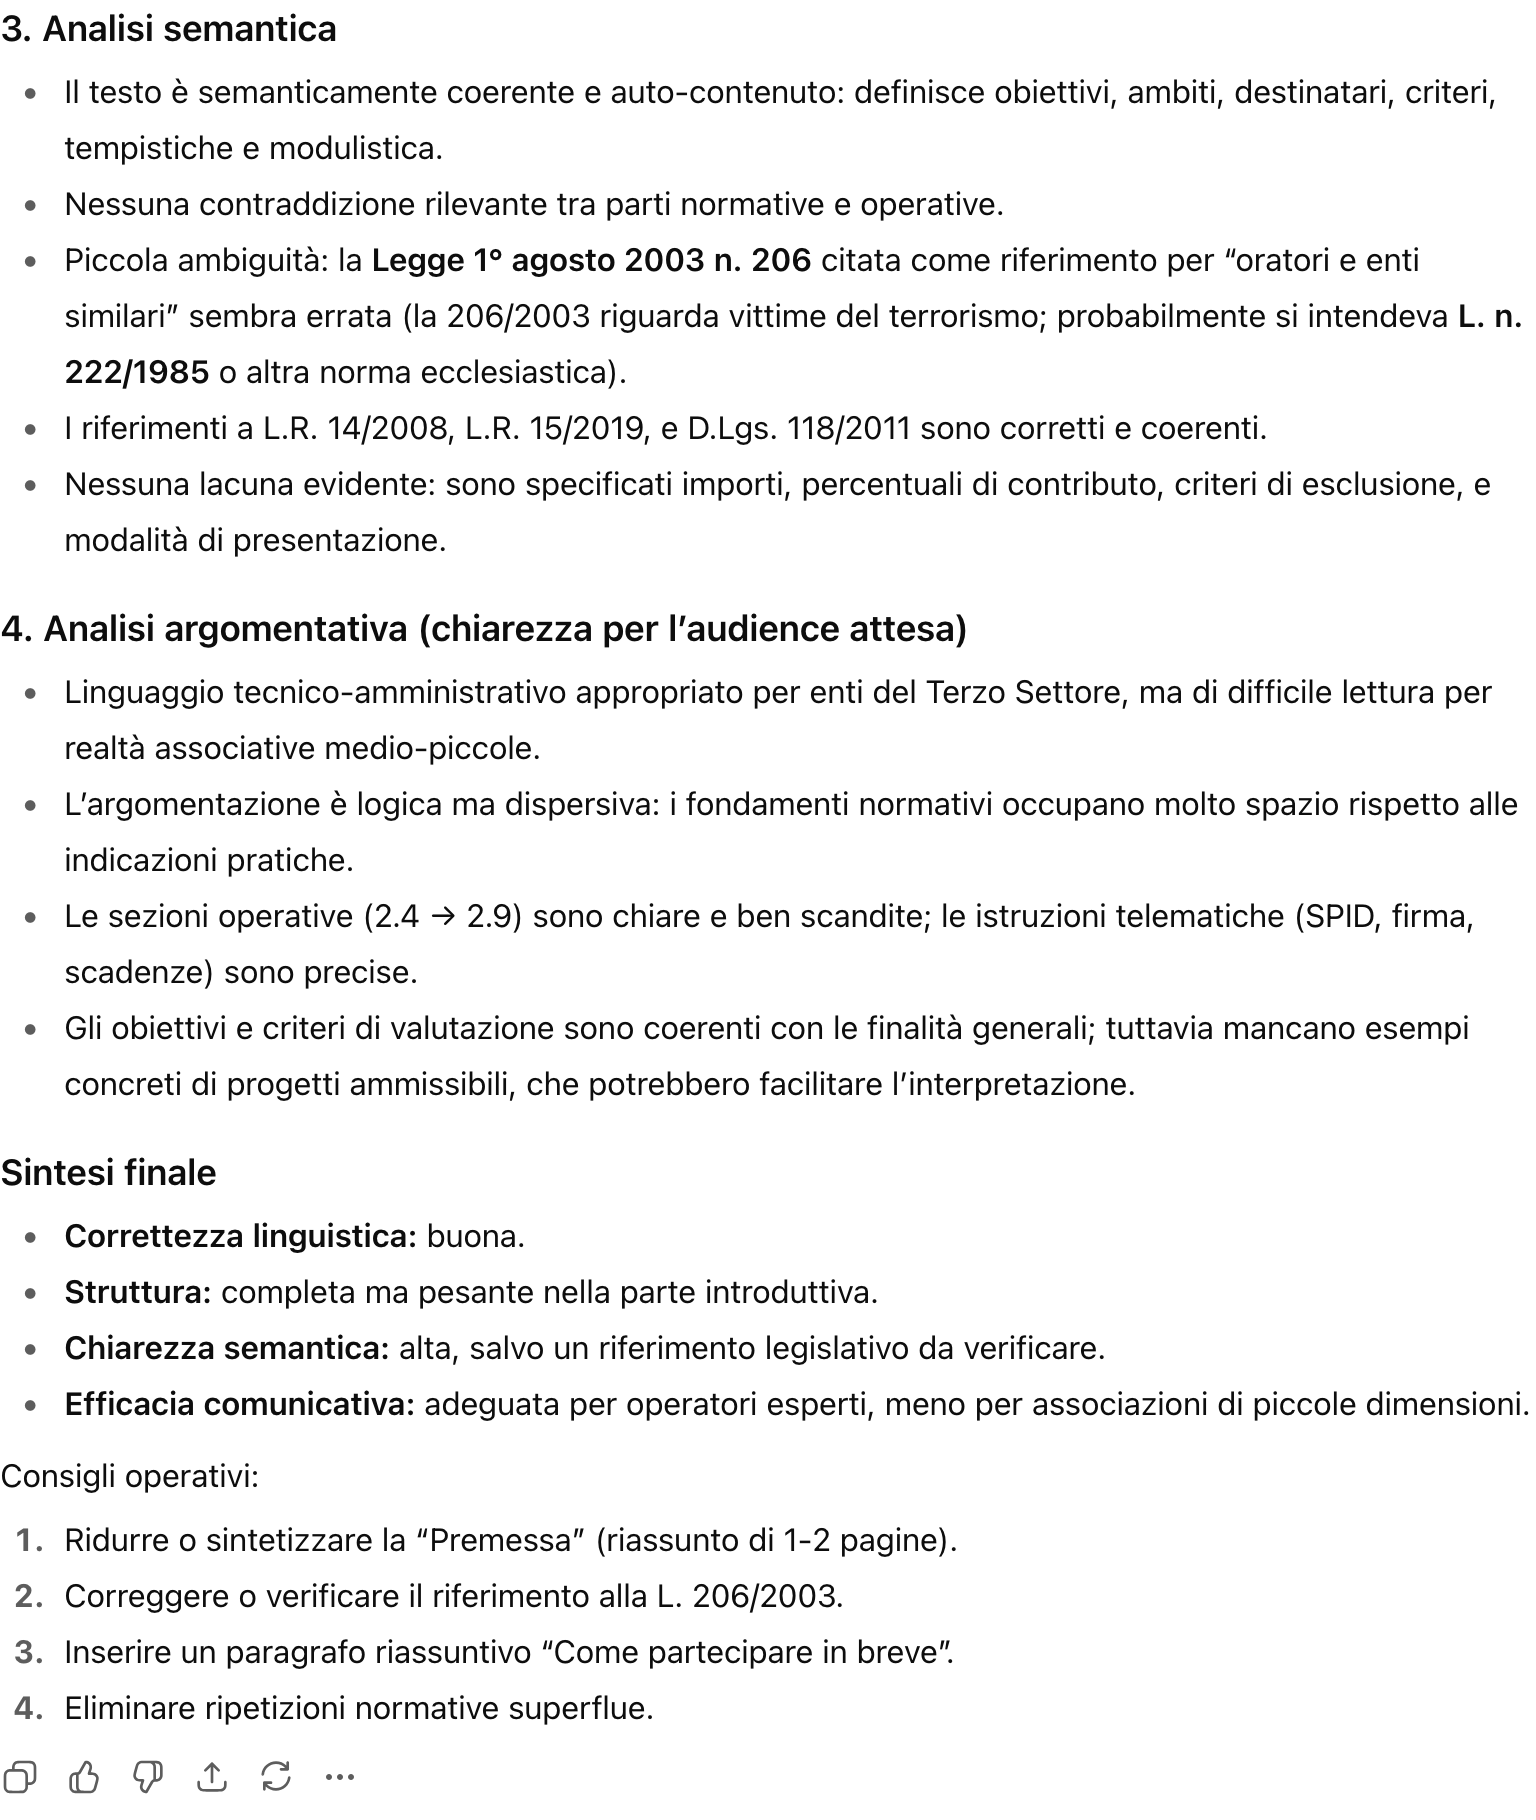 3. Analisi semantica
• Il testo è semanticamente coerente e auto-contenuto: definisce obiettivi, ambiti, destinatari, criteri,
tempistiche e modulistica.
• Nessuna contraddizione rilevante tra parti normative e operative.
• Piccola ambiguità: la Legge 1° agosto 2003 n. 206 citata come riferimento per “oratori e enti
similari” sembra errata (la 206/2003 riguarda vittime del terrorismo; probabilmente si intendeva L. n.
222/1985 o altra norma ecclesiastica).
• I riferimenti a L.R. 14/2008, L.R. 15/2019, e D.Lgs. 118/2011 sono corretti e coerenti.
• Nessuna lacuna evidente: sono specificati importi, percentuali di contributo, criteri di esclusione, e
modalità di presentazione.
4. Analisi argomentativa (chiarezza per l’audience attesa)
• Linguaggio tecnico-amministrativo appropriato per enti del Terzo Settore, ma di difficile lettura per
realtà associative medio-piccole.
• L’argomentazione è logica ma dispersiva: i fondamenti normativi occupano molto spazio rispetto alle
indicazioni pratiche.
• Le sezioni operative (2.4 → 2.9) sono chiare e ben scandite; le istruzioni telematiche (SPID, firma,
scadenze) sono precise.
• Gli obiettivi e criteri di valutazione sono coerenti con le finalità generali; tuttavia mancano esempi
concreti di progetti ammissibili, che potrebbero facilitare l’interpretazione.
Sintesi finale
• Correttezza linguistica: buona.
• Struttura: completa ma pesante nella parte introduttiva.
• Chiarezza semantica: alta, salvo un riferimento legislativo da verificare.
• Efficacia comunicativa: adeguata per operatori esperti, meno per associazioni di piccole dimensioni.
Consigli operativi:
1. Ridurre o sintetizzare la “Premessa” (riassunto di 1-2 pagine).
2. Correggere o verificare il riferimento alla L. 206/2003.
3. Inserire un paragrafo riassuntivo “Come partecipare in breve”.
4. Eliminare ripetizioni normative superflue.